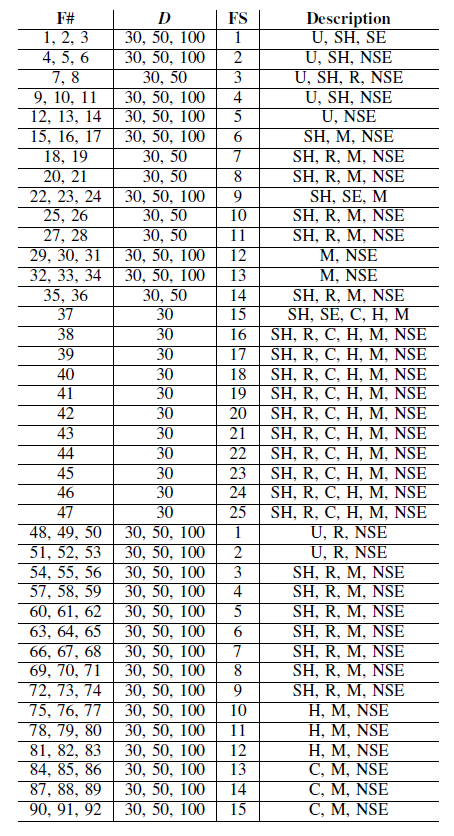 F# D FS Description
1, 2, 3 30, 50, 100 1 U, SH, SE
4, 5, 6 30, 50, 100 2 U, SH, NSE
7, 8 30, 50 3 U, SH, R, NSE
9, 10, 11 30, 50, 100 4 U, SH, NSE
12, 13, 14 30, 50, 100 5 U, NSE
15, 16, 17 30, 50, 100 6 SH, M, NSE
18, 19 30, 50 7 SH, R, M, NSE
20, 21 30, 50 8 SH, R, M, NSE
22, 23, 24 30, 50, 100 9 SH, SE, M
25, 26 30, 50 10 SH, R, M, NSE
27, 28 30, 50 11 SH, R, M, NSE
29, 30, 31 30, 50, 100 12 M, NSE
32, 33, 34 30, 50, 100 13 M, NSE
35, 36 30, 50 14 SH, R, M, NSE
37 30 15 SH, SE, C, H, M
38 30 16 SH, R, C, H, M, NSE
39 30 17 SH, R, C, H, M, NSE
40 30 18 SH, R, C, H, M, NSE
41 30 19 SH, R, C, H, M, NSE
42 30 20 SH, R, C, H, M, NSE
43 30 21 SH, R, C, H, M, NSE
44 30 22 SH, R, C, H, M, NSE
45 30 23 SH, R, C, H, M, NSE
46 30 24 SH, R, C, H, M, NSE
47 30 25 SH, R, C, H, M, NSE
48, 49, 50 30, 50, 100 1 U, R, NSE
51, 52, 53 30, 50, 100 2 U, R, NSE
54, 55, 56 30, 50, 100 3 SH, R, M, NSE
57, 58, 59 30, 50, 100 4 SH, R, M, NSE
60, 61, 62 30, 50, 100 5 SH, R, M, NSE
63, 64, 65 30, 50, 100 6 SH, R, M, NSE
66, 67, 68 30, 50, 100 7 SH, R, M, NSE
69, 70, 71 30, 50, 100 8 SH, R, M, NSE
72, 73, 74 30, 50, 100 9 SH, R, M, NSE
75, 76, 77 30, 50, 100 10 H, M, NSE
78, 79, 80 30, 50, 100 11 H, M, NSE
81, 82, 83 30, 50, 100 12 H, M, NSE
84, 85, 86 30, 50, 100 13 C, M, NSE
87, 88, 89 30, 50, 100 14 C, M, NSE
90, 91, 92 30, 50, 100 15 C, M, NSE